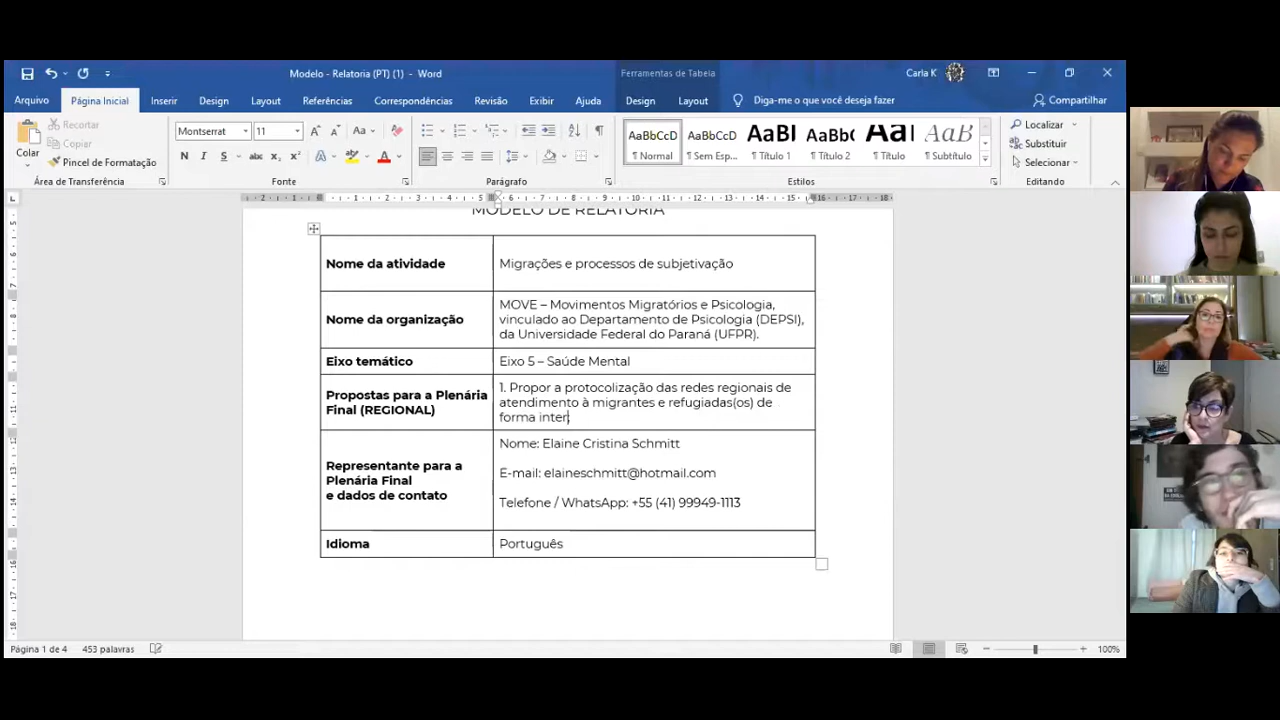 Modelo - Relatoria (PT) (1) - Word
Ferramentas de Tabela
Carla K
Arquivo
Página Inicial
Inserir
Design
Layout
Referências
Correspondências
Revisão
Exibir
Ajuda
Design
Layout
Diga-me o que você deseja fazer
Compartilhar
Colar
Recortar
Copiar
Pincel de Formatação
Área de Transferência
Montserrat
11
Aa
N I S abc x₂ x²
Fonte
Parágrafo
AaBbCcD
AaBbCcD
AaBI
AaBb(
AaI
AaB
¶ Normal
¶ Sem Esp...
¶ Título 1
¶ Título 2
¶ Título
¶ Subtítulo
Estilos
Localizar
Substituir
Selecionar
Editando
MODELO DE RELATORIA
Nome da atividade
Migrações e processos de subjetivação
Nome da organização
MOVE – Movimentos Migratórios e Psicologia,
vinculado ao Departamento de Psicologia (DEPSI),
da Universidade Federal do Paraná (UFPR).
Eixo temático
Eixo 5 – Saúde Mental
Propostas para a Plenária
Final (REGIONAL)
1. Propor a protocolização das redes regionais de
atendimento à migrantes e refugiadas(os) de
forma inter;
Representante para a
Plenária Final
e dados de contato
Nome: Elaine Cristina Schmitt
E-mail: elaineschmitt@hotmail.com
Telefone / WhatsApp: +55 (41) 99949-1113
Idioma
Português
Página 1 de 4
453 palavras
100%